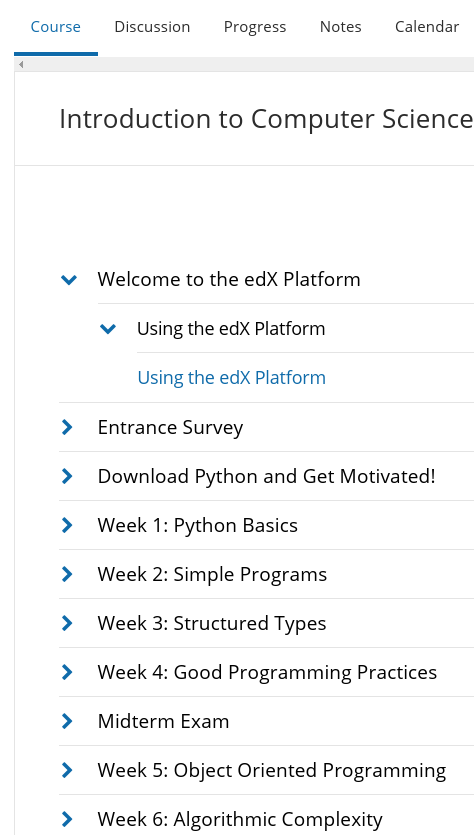 Course Discussion Progress Notes Calendar
Introduction to Computer Science
Welcome to the edX Platform
Using the edX Platform
Using the edX Platform
Entrance Survey
Download Python and Get Motivated!
Week 1: Python Basics
Week 2: Simple Programs
Week 3: Structured Types
Week 4: Good Programming Practices
Midterm Exam
Week 5: Object Oriented Programming
Week 6: Algorithmic Complexity